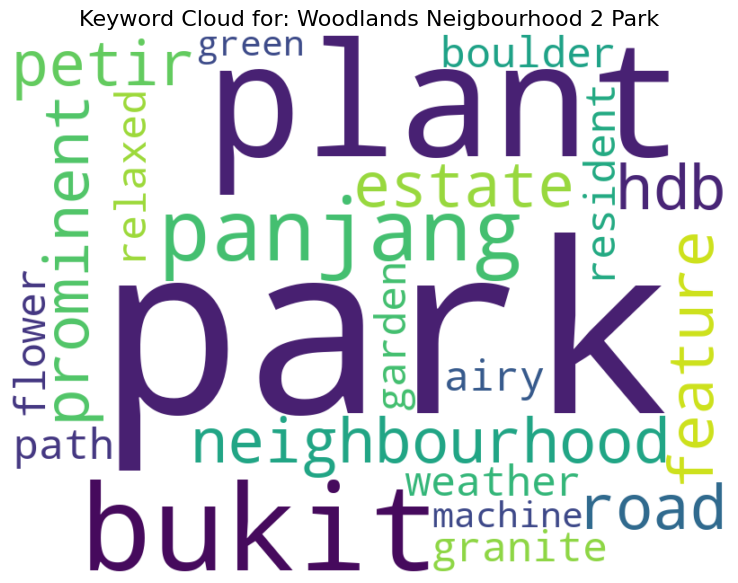 Keyword Cloud for: Woodlands Neigbourhood 2 Park
petir
green
plant
boulder
prominent
relaxed
panjang
estate
resident
hdb
park
flower
garden
airy
feature
path
neighbourhood
bukit
weather
machine
road
granite